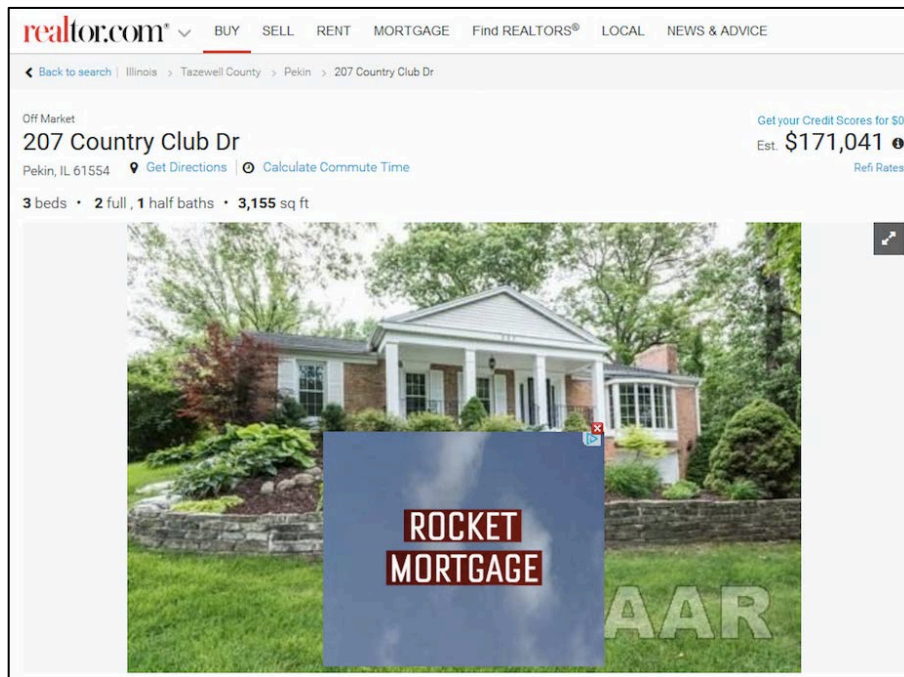 realtor.com® BUY SELL RENT MORTGAGE Find REALTORS® LOCAL NEWS & ADVICE
Back to search | Illinois > Tazewell County > Pekin > 207 Country Club Dr
Off Market
207 Country Club Dr
Pekin, IL 61554 Get Directions Calculate Commute Time
Get your Credit Scores for $0
Est. $171,041
Refi Rates
3 beds • 2 full , 1 half baths • 3,155 sq ft
ROCKET
MORTGAGE
AAR